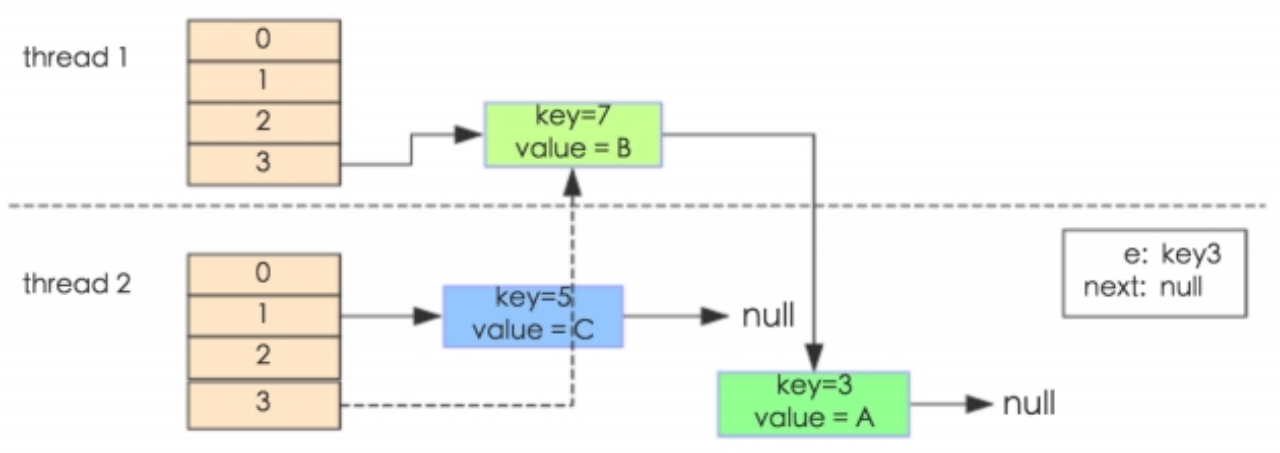 thread 1
0
1
2
3
key=7
value = B
thread 2
0
1
2
3
key=5
value = C
null
key=3
value = A
null
e: key3
next: null